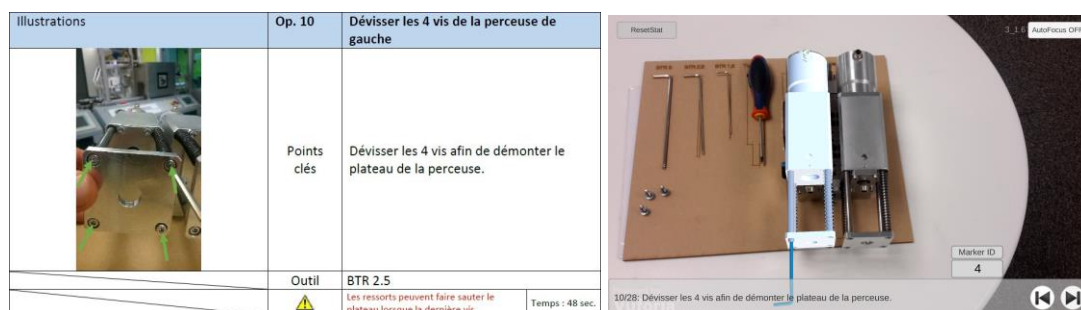 Illustrations
Op. 10
Dévisser les 4 vis de la perceuse de
gauche
Points
clés
Dévisser les 4 vis afin de démonter le
plateau de la perceuse.
Outil
BTR 2.5
Les ressorts peuvent faire sauter le
plateau lorsque la dernière vis
Temps : 48 sec.
ResetStat
AutoFocus OFF
BTR 1,5
Marker ID
4
10/28: Dévisser les 4 vis afin de démonter le plateau de la perceuse.